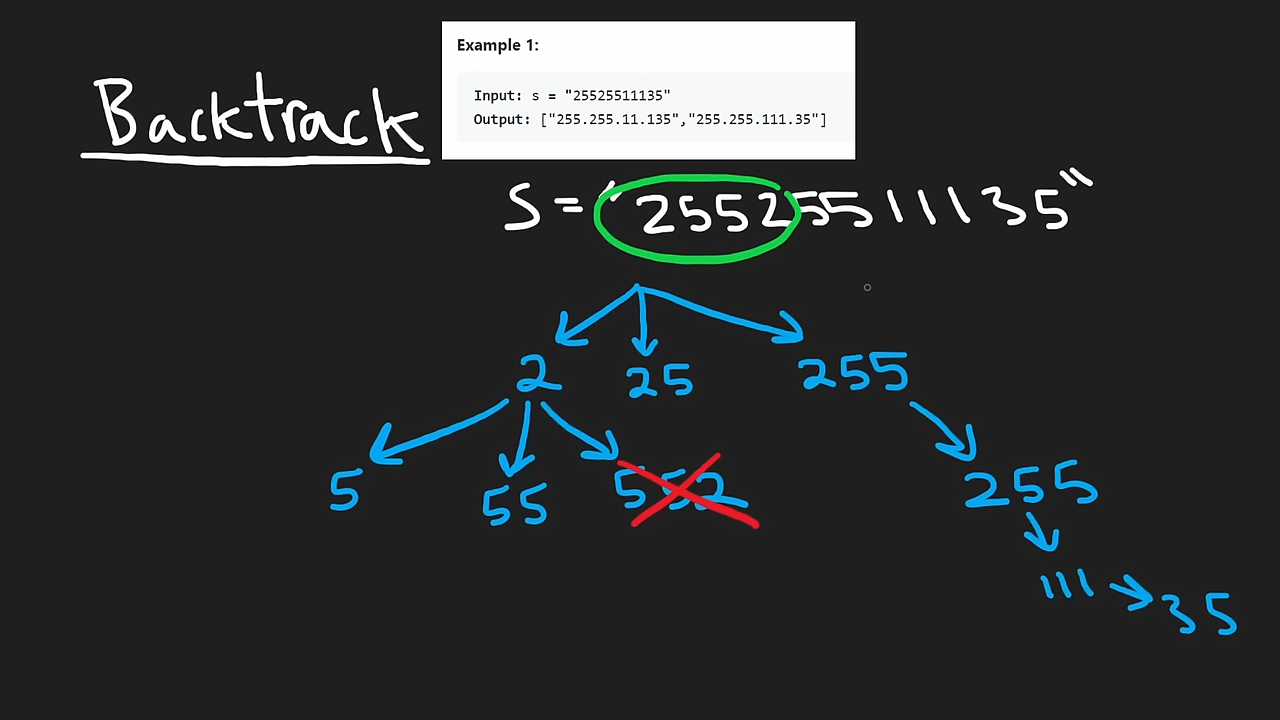 Example 1:
Input: s = "25525511135"
Output: ["255.255.11.135","255.255.111.35"]
Backtrack
S = "25525511135"
2 25 255
5 55 552 255
111 35